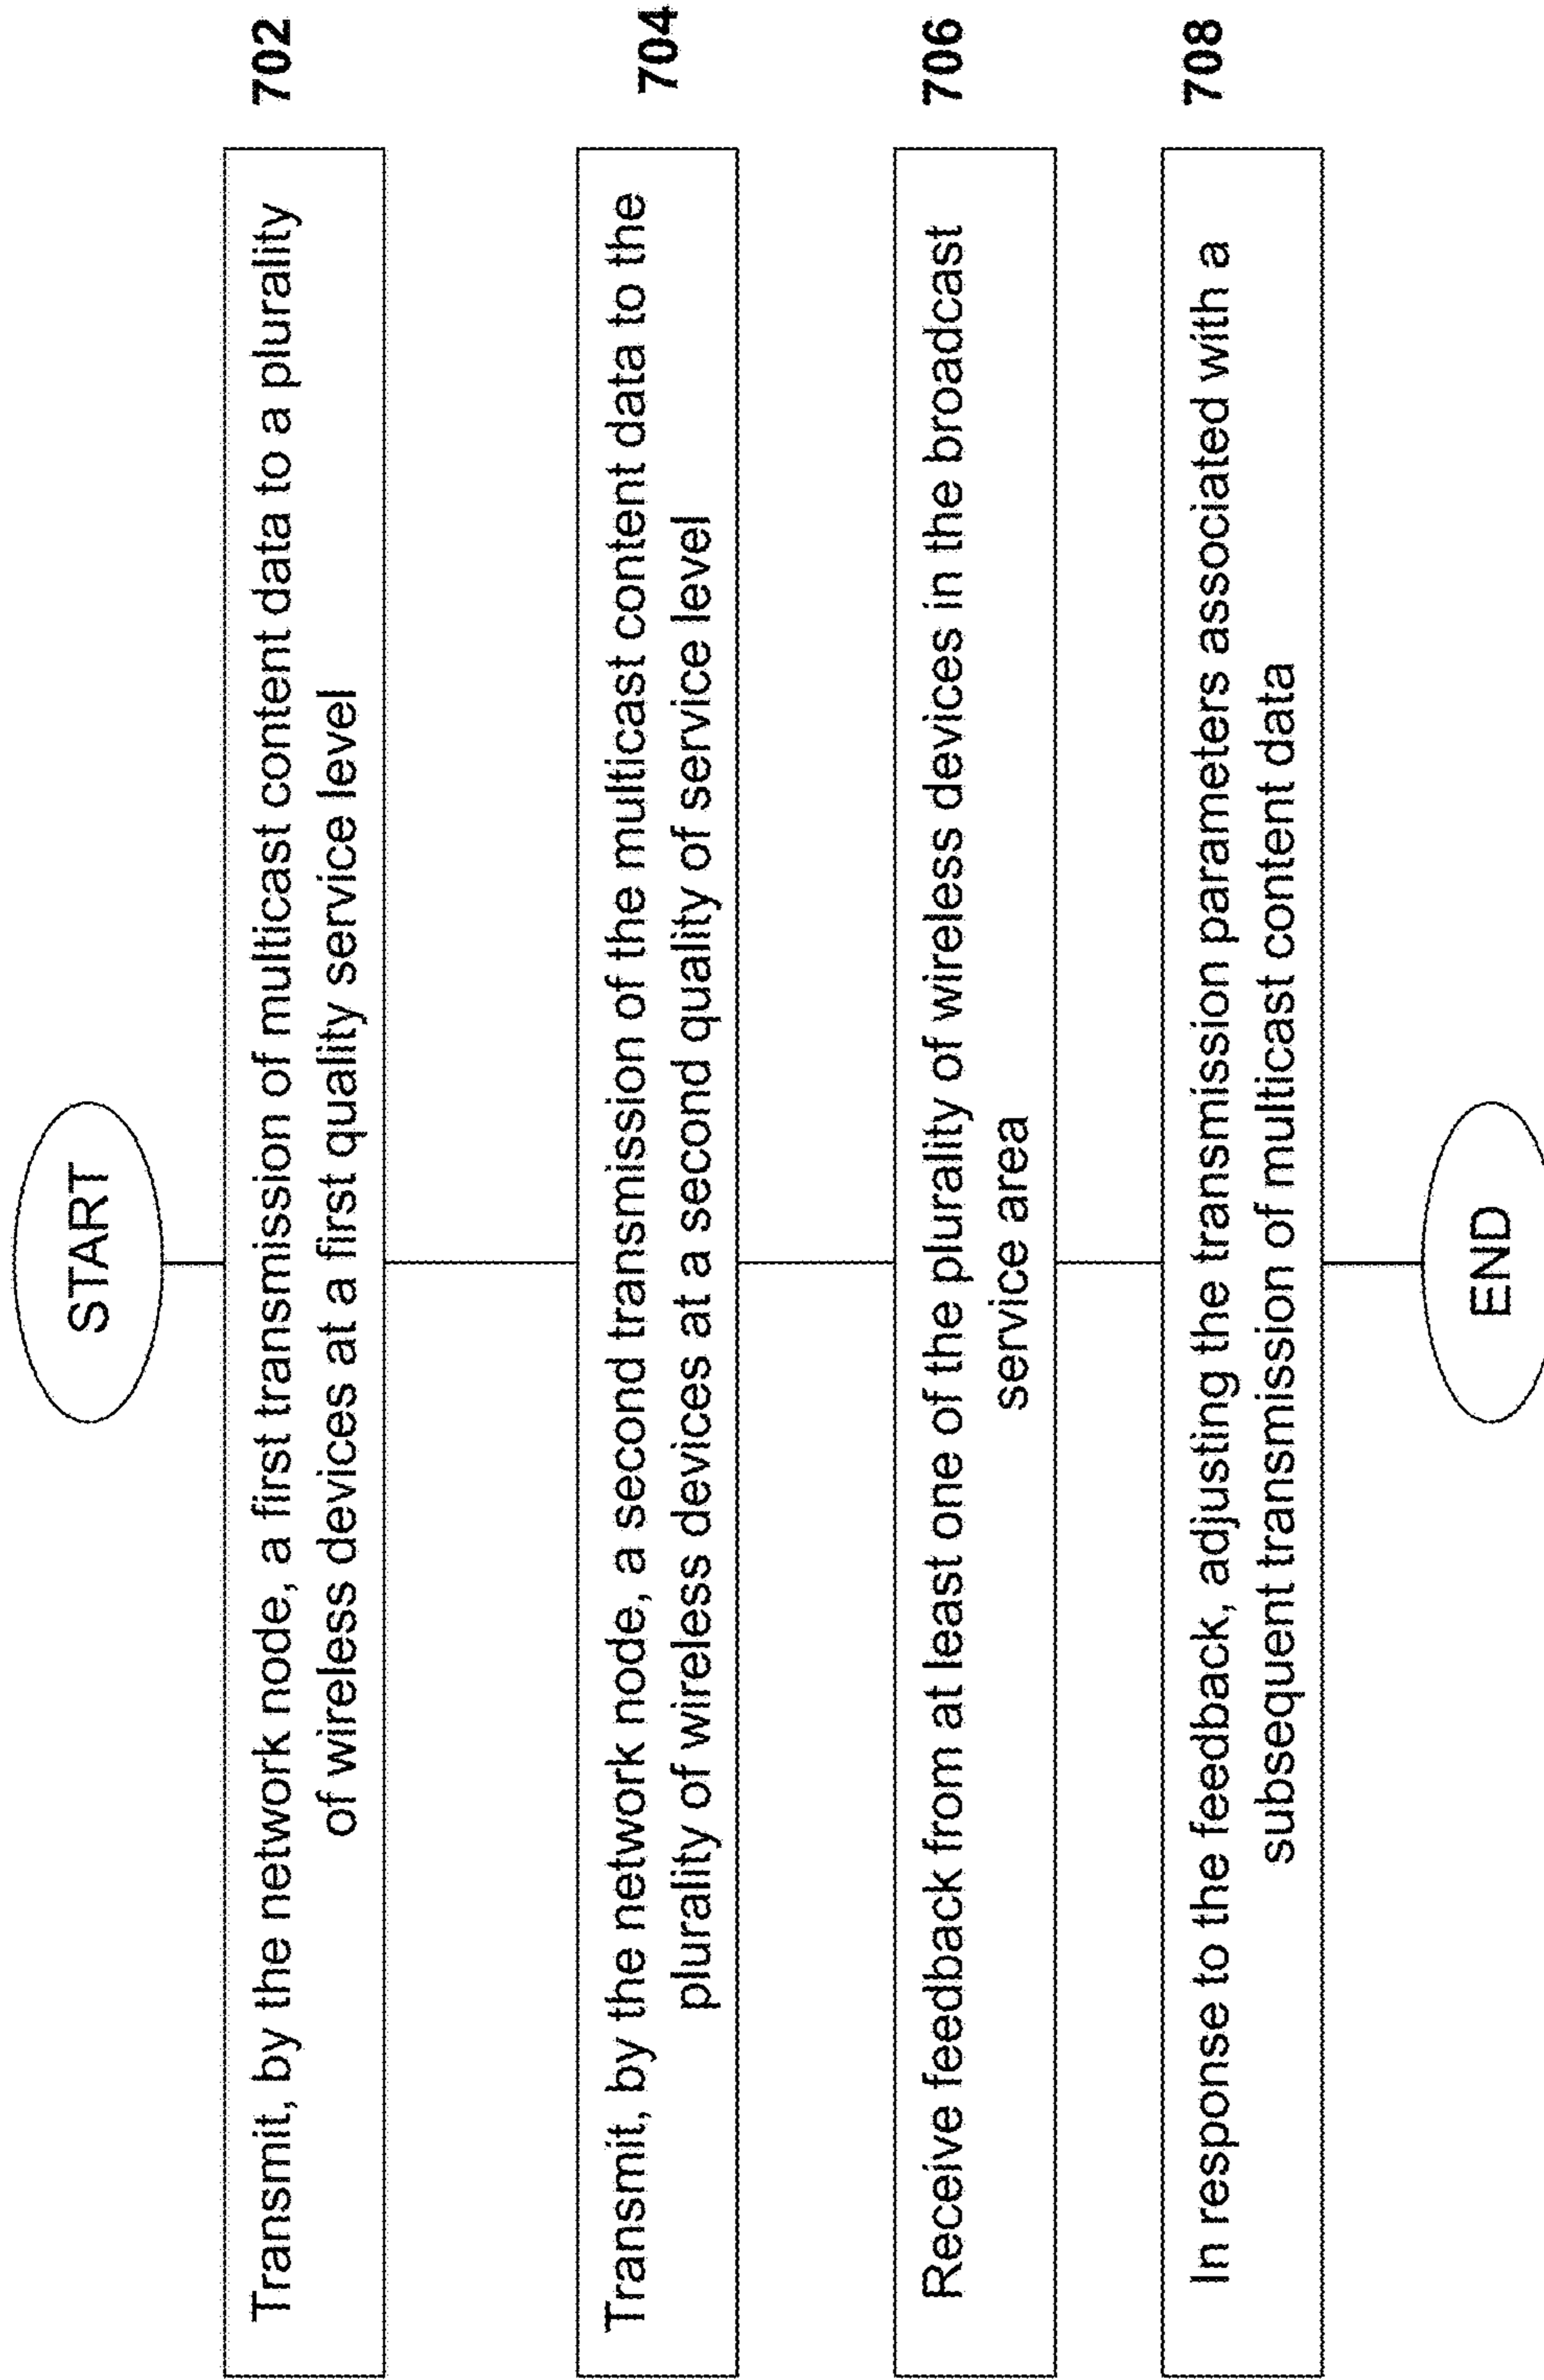 START
Transmit, by the network node, a first transmission of multicast content data to a plurality
of wireless devices at a first quality service level
702
Transmit, by the network node, a second transmission of the multicast content data to the
plurality of wireless devices at a second quality of service level
704
Receive feedback from at least one of the plurality of wireless devices in the broadcast
service area
706
In response to the feedback, adjusting the transmission parameters associated with a
subsequent transmission of multicast content data
708
END